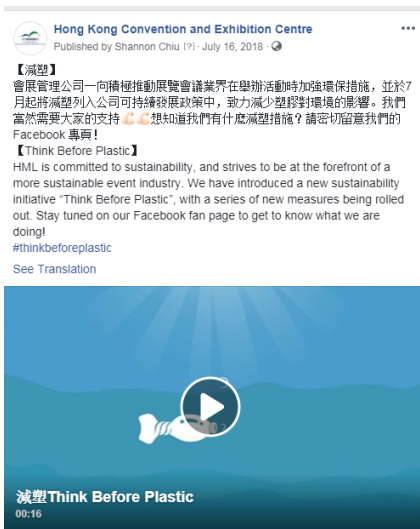 Hong Kong Convention and Exhibition Centre
Published by Shannon Chiu [?] · July 16, 2018 ·
【減塑】
會展管理公司一向積極推動展覽會議業界在舉辦活動時加強環保措施，並於7
月起將減塑列入公司可持續發展政策中，致力減少塑膠對環境的影響。我們
當然需要大家的支持💪💪想知道我們有什麼減塑措施？請密切留意我們的
Facebook 專頁！
【Think Before Plastic】
HML is committed to sustainability, and strives to be at the forefront of a
more sustainable event industry. We have introduced a new sustainability
initiative “Think Before Plastic”, with a series of new measures being rolled
out. Stay tuned on our Facebook fan page to get to know what we are
doing!
#thinkbeforeplastic
See Translation
減塑Think Before Plastic
00:16